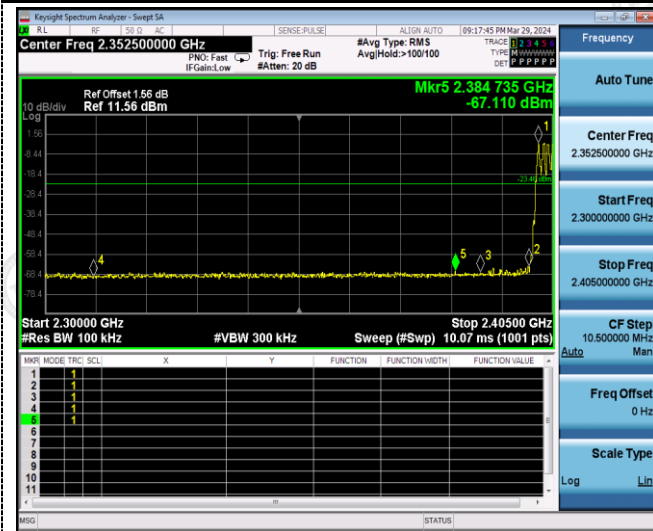 Keysight Spectrum Analyzer - Swept SA
RL RF 50 Ω AC SENSE:PULSE ALIGN AUTO 09:17:45 PM Mar 29, 2024
Center Freq 2.352500000 GHz
#Avg Type: RMS
TRACE 1 2 3 4 5 6
PNO: Fast Trig: Free Run Avg|Hold:>100/100
TYPE M WWWWW
IFGain:Low #Atten: 20 dB
DET P P P P P P
Mkr5 2.384 735 GHz
Ref Offset 1.56 dB
10 dB/div Ref 11.56 dBm -67.110 dBm
Log
1
1.56
-8.44
-18.4
-23.46 dBm
-28.4
-38.4
-48.4
-58.4
4 5 3 2
-68.4
-78.4
Start 2.30000 GHz Stop 2.40500 GHz
#Res BW 100 kHz #VBW 300 kHz Sweep (#Swp) 10.07 ms (1001 pts)
MKR MODE TRC SCL X Y FUNCTION FUNCTION WIDTH FUNCTION VALUE
1 1
2 1
3 1
4 1
5 1
6
7
8
9
10
11
MSG STATUS
Frequency
Auto Tune
Center Freq
2.352500000 GHz
Start Freq
2.300000000 GHz
Stop Freq
2.405000000 GHz
CF Step
10.500000 MHz
Auto Man
Freq Offset
0 Hz
Scale Type
Log Lin